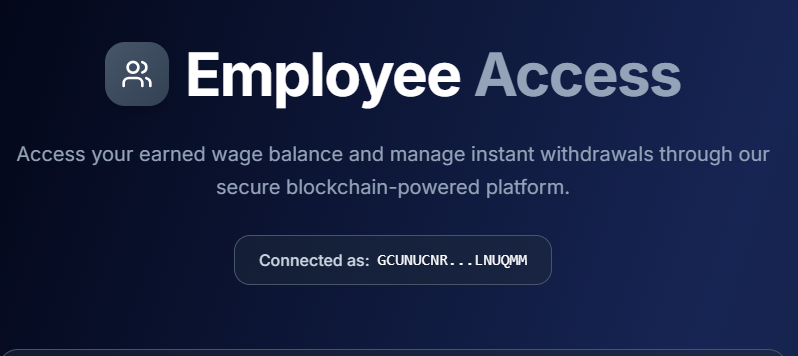 Employee Access
Access your earned wage balance and manage instant withdrawals through our
secure blockchain-powered platform.
Connected as: GCUNUCNR...LNUQMM